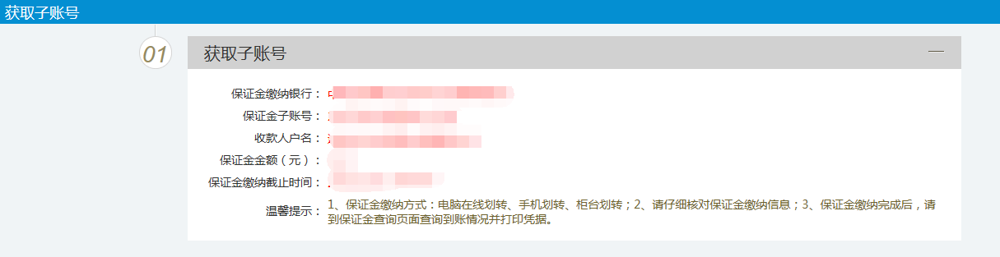 获取子账号
01
获取子账号
保证金缴纳银行：
保证金子账号：
收款人户名：
保证金金额（元）：
保证金缴纳截止时间：
温馨提示：
1、保证金缴纳方式：电脑在线划转、手机划转、柜台划转；2、请仔细核对保证金缴纳信息；3、保证金缴纳完成后，请
到保证金查询页面查询到账情况并打印凭据。